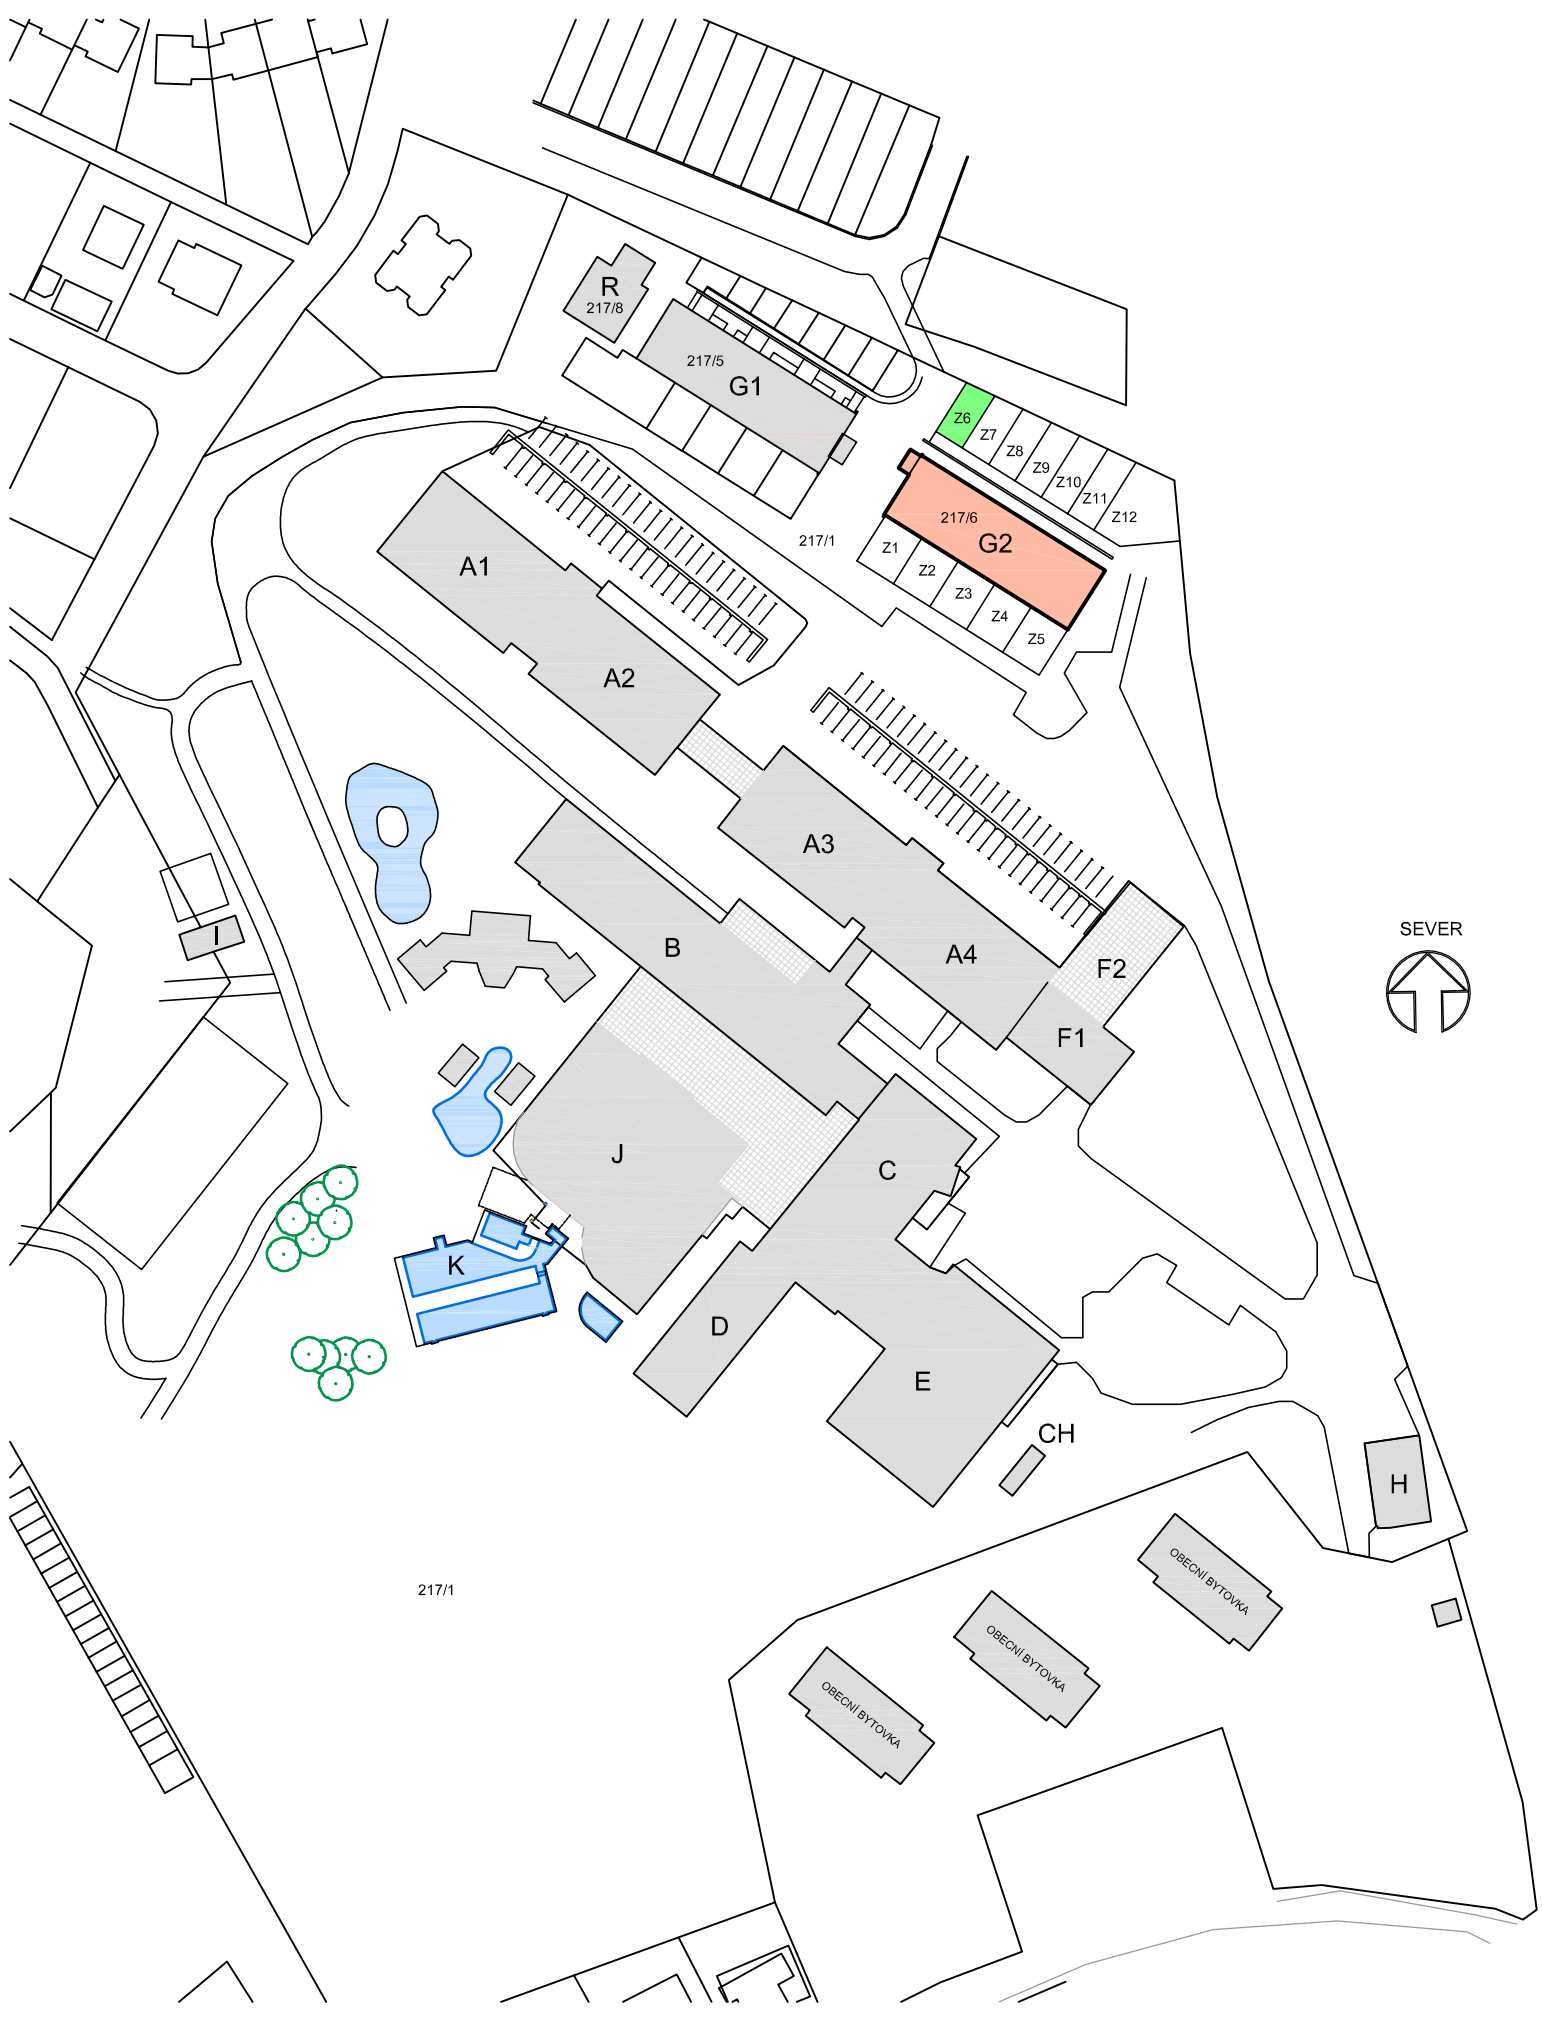 R
217/8
217/5
G1
Z6
Z7
Z8
Z9
Z10
Z11
Z12
217/6
G2
217/1
Z1
Z2
Z3
Z4
Z5
A1
A2
A3
A4
B
I
F2
F1
SEVER
J
C
K
D
E
CH
H
217/1
OBECNÍ BYTOVKA
OBECNÍ BYTOVKA
OBECNÍ BYTOVKA